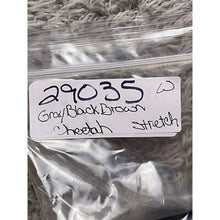 29035 W
Gray/Black/Brown
Cheetah Stretch